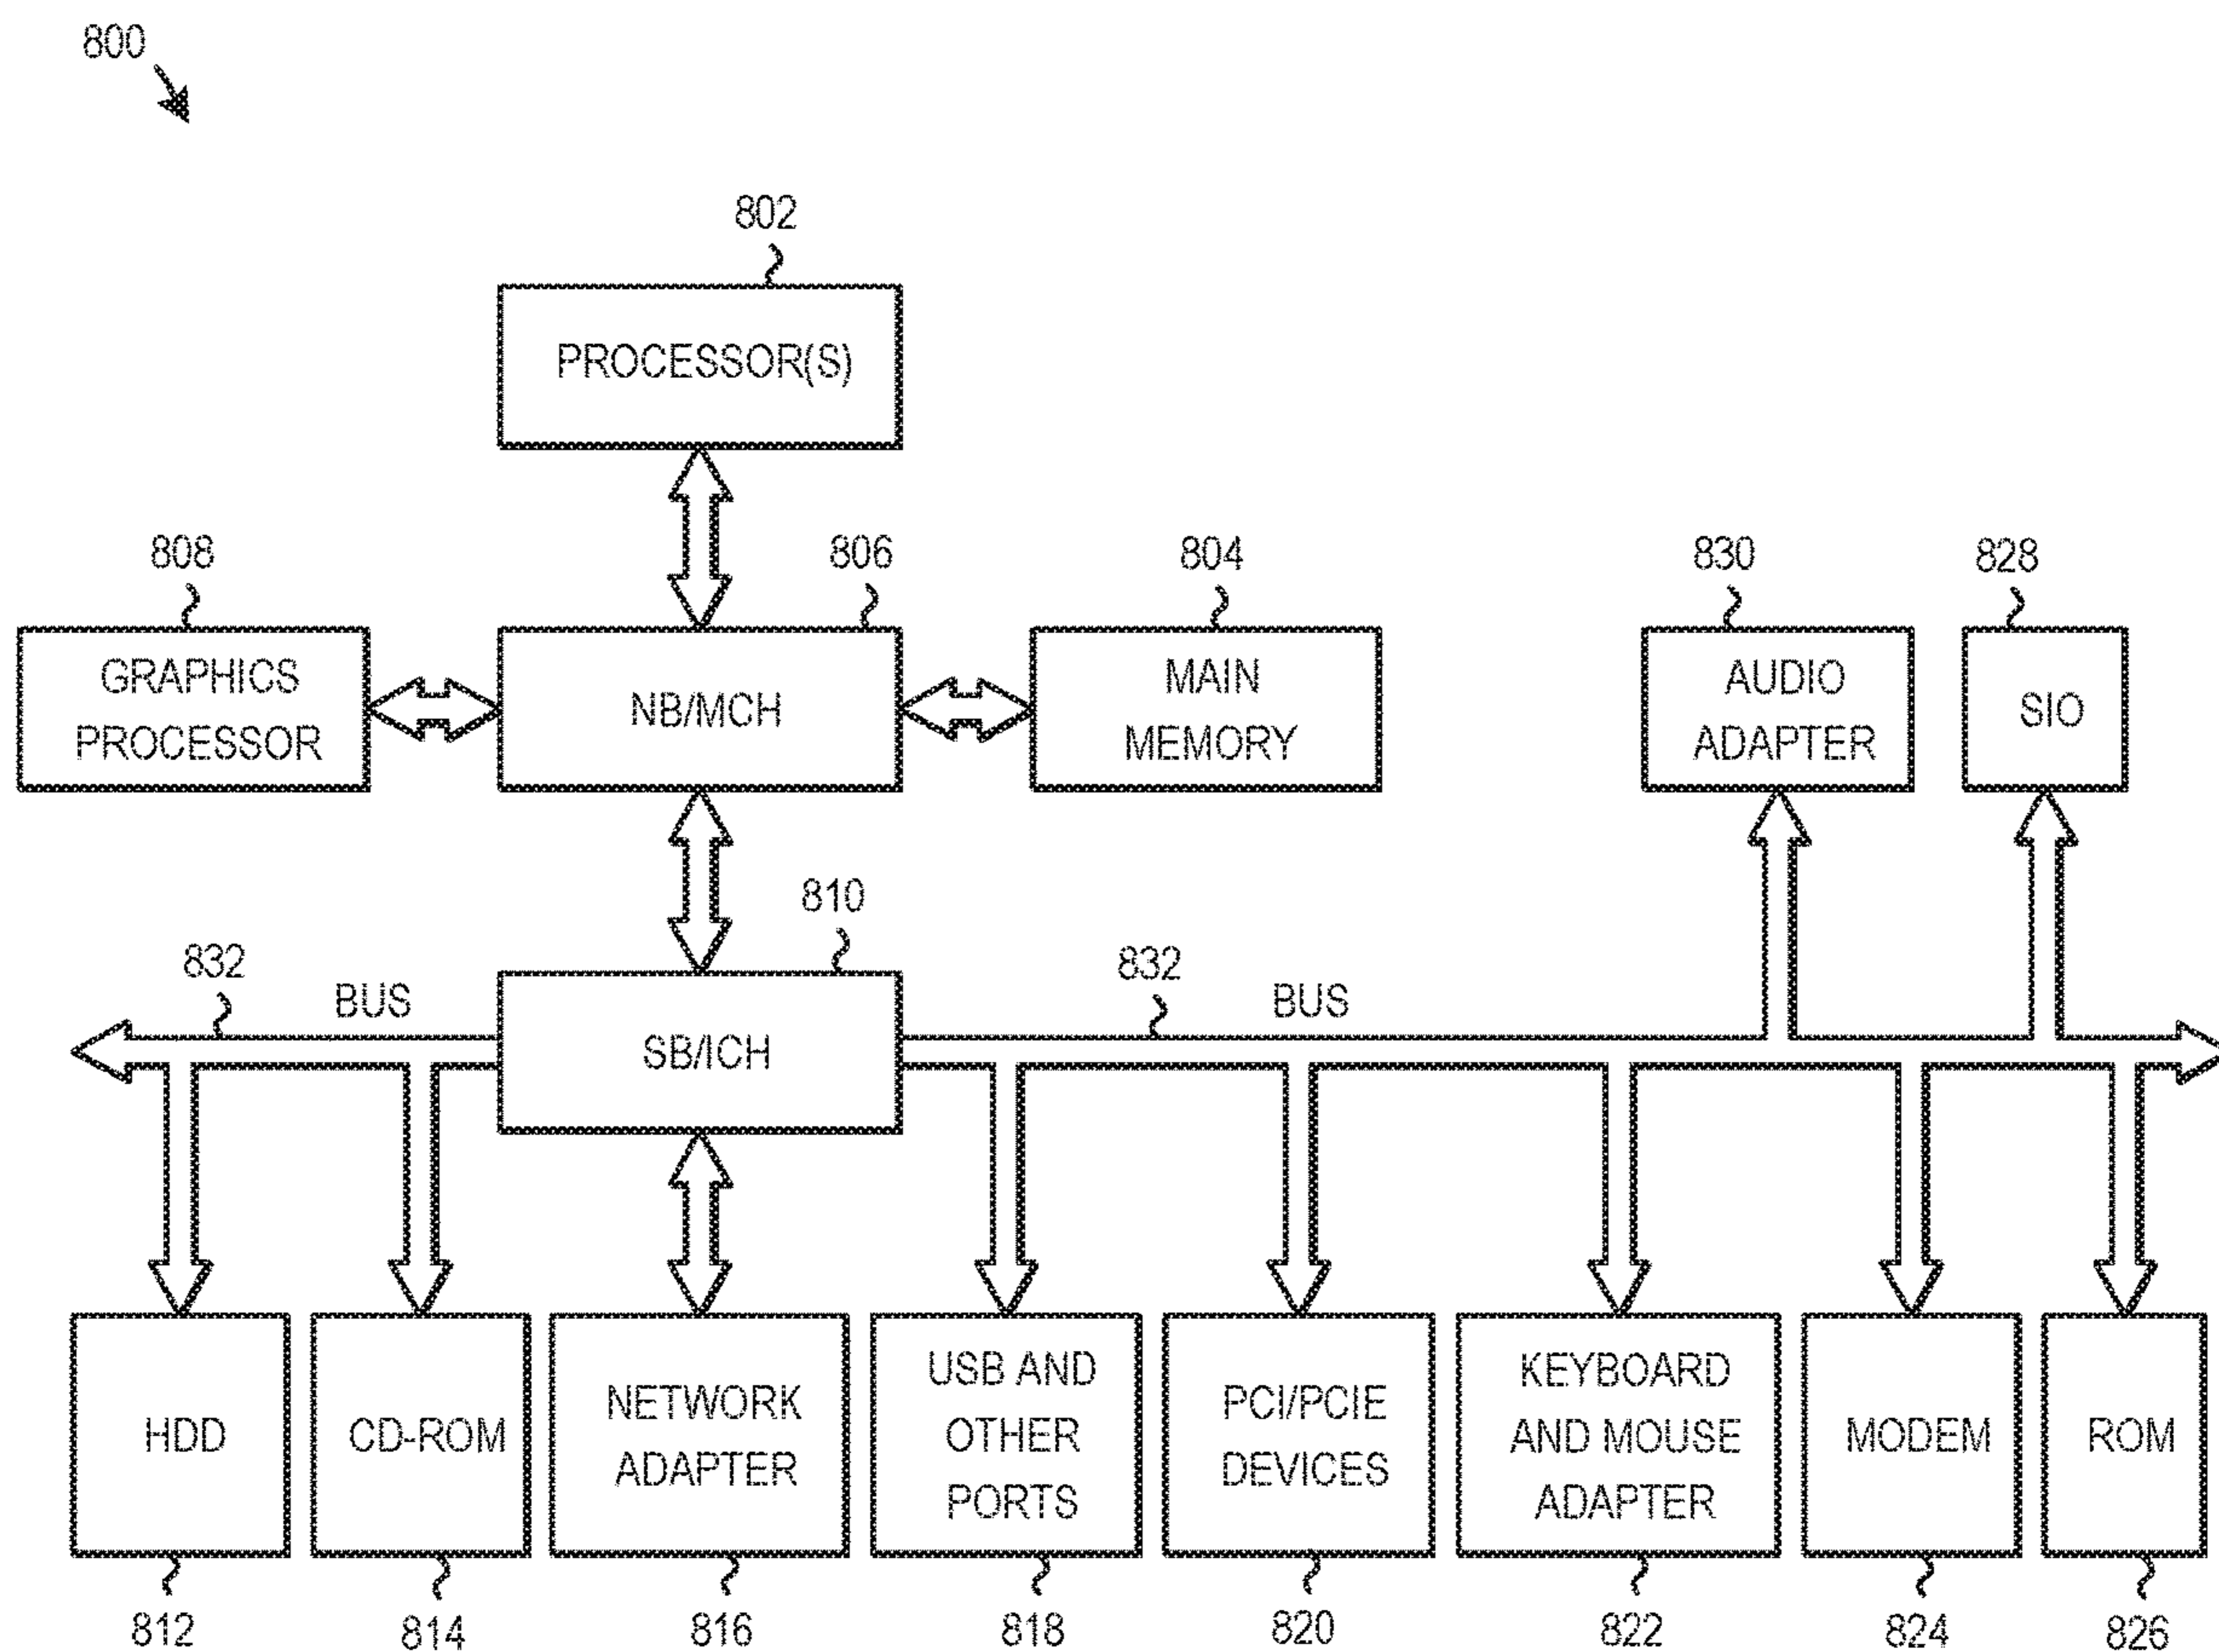 800
802
PROCESSOR(S)
808
806
804
830
828
GRAPHICS
PROCESSOR
NB/MCH
MAIN
MEMORY
AUDIO
ADAPTER
SIO
810
832
BUS
832
BUS
SB/ICH
HDD
CD-ROM
NETWORK
ADAPTER
USB AND
OTHER
PORTS
PCI/PCIE
DEVICES
KEYBOARD
AND MOUSE
ADAPTER
MODEM
ROM
812
814
816
818
820
822
824
826